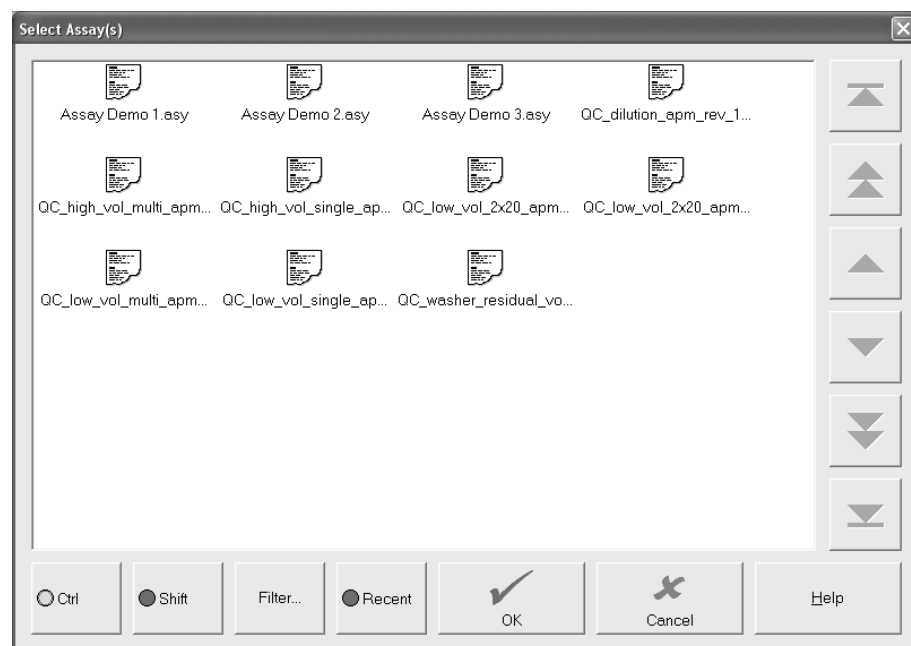 Select Assay(s)
Assay Demo 1.asy Assay Demo 2.asy Assay Demo 3.asy QC_dilution_apm_rev_1...
QC_high_vol_multi_apm... QC_high_vol_single_ap... QC_low_vol_2x20_apm... QC_low_vol_2x20_apm...
QC_low_vol_multi_apm... QC_low_vol_single_ap... QC_washer_residual_vo...
Ctrl Shift Filter... Recent OK Cancel Help